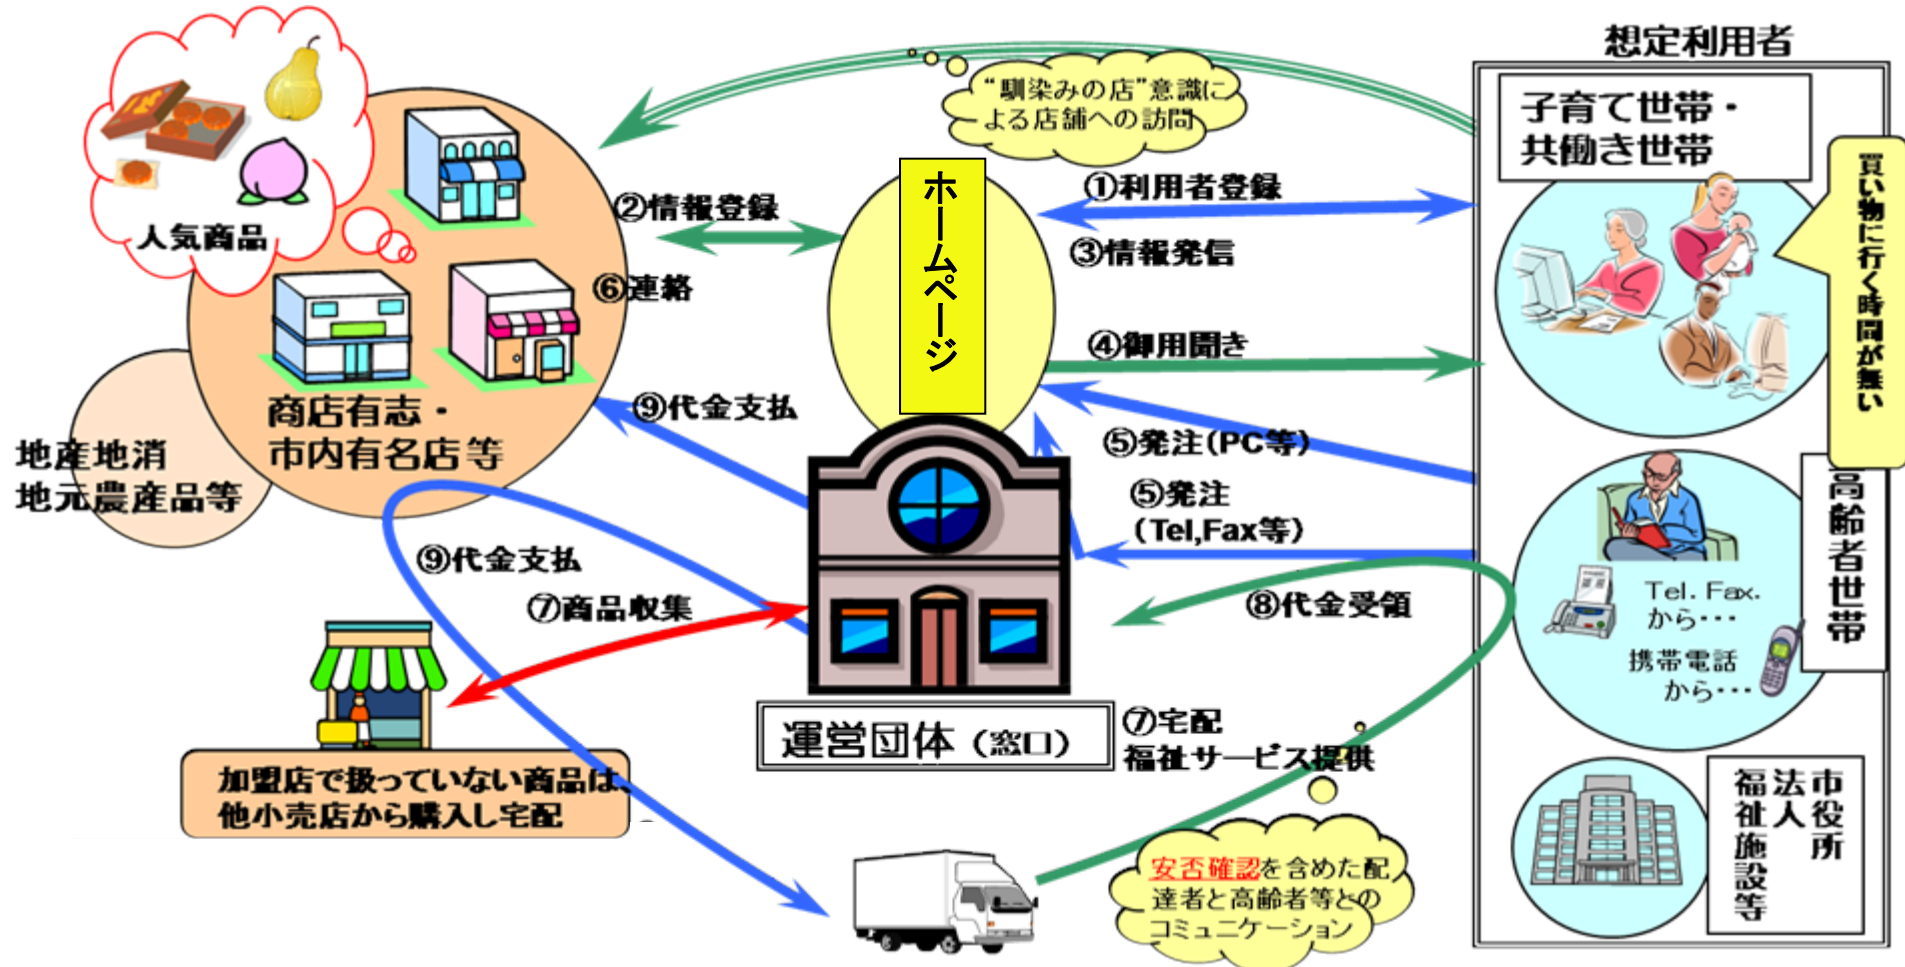 想定利用者
子育て世帯・
共働き世帯
買い物に行く時間が無い
“馴染みの店”意識に
よる店舗への訪問
人気商品
ホームページ
①利用者登録
②情報登録
③情報発信
⑥連絡
④御用聞き
商店有志・
市内有名店等
⑨代金支払
⑤発注(PC等)
地産地消
地元農産品等
⑤発注
(Tel,Fax等)
高齢者世帯
Tel. Fax.
から・・・
携帯電話
から・・・
⑨代金支払
⑦商品収集
⑧代金受領
運営団体(窓口)
⑦宅配
福祉サービス提供
加盟店で扱っていない商品は、
他小売店から購入し宅配
市役所
法人
福祉施設等
安否確認を含めた配
達者と高齢者等との
コミュニケーション